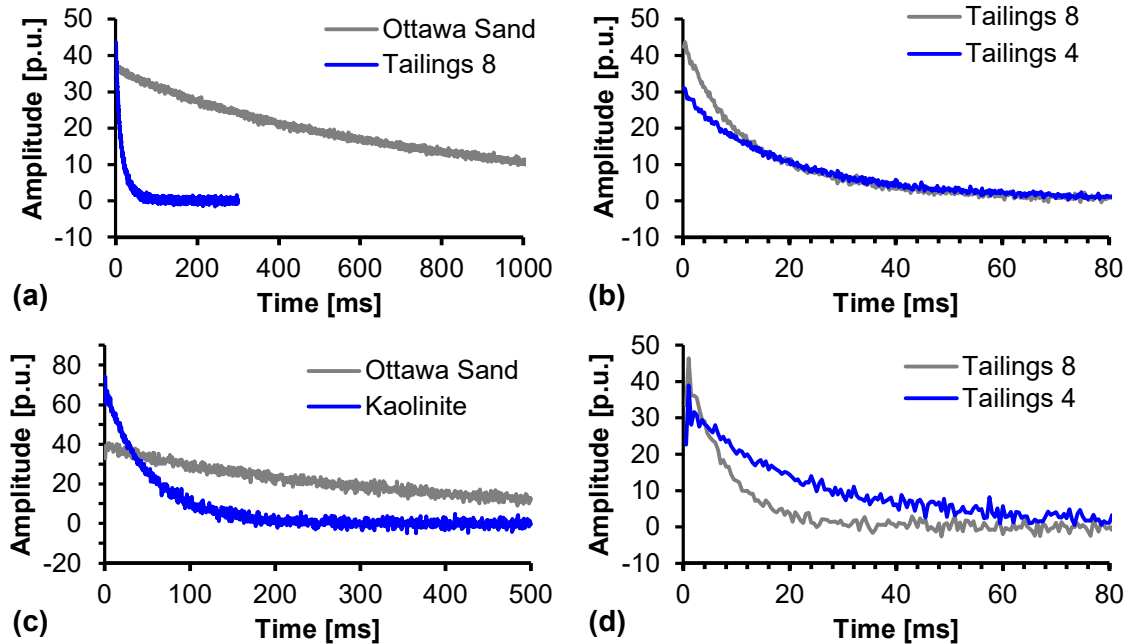 Amplitude [p.u.]
50
40
30
20
10
0
-10
Ottawa Sand
Tailings 8
0 200 400 600 800 1000
(a) Time [ms]
Amplitude [p.u.]
50
40
30
20
10
0
-10
Tailings 8
Tailings 4
0 20 40 60 80
(b) Time [ms]
Amplitude [p.u.]
80
60
40
20
0
-20
Ottawa Sand
Kaolinite
0 100 200 300 400 500
(c) Time [ms]
Amplitude [p.u.]
50
40
30
20
10
0
-10
Tailings 8
Tailings 4
0 20 40 60 80
(d) Time [ms]